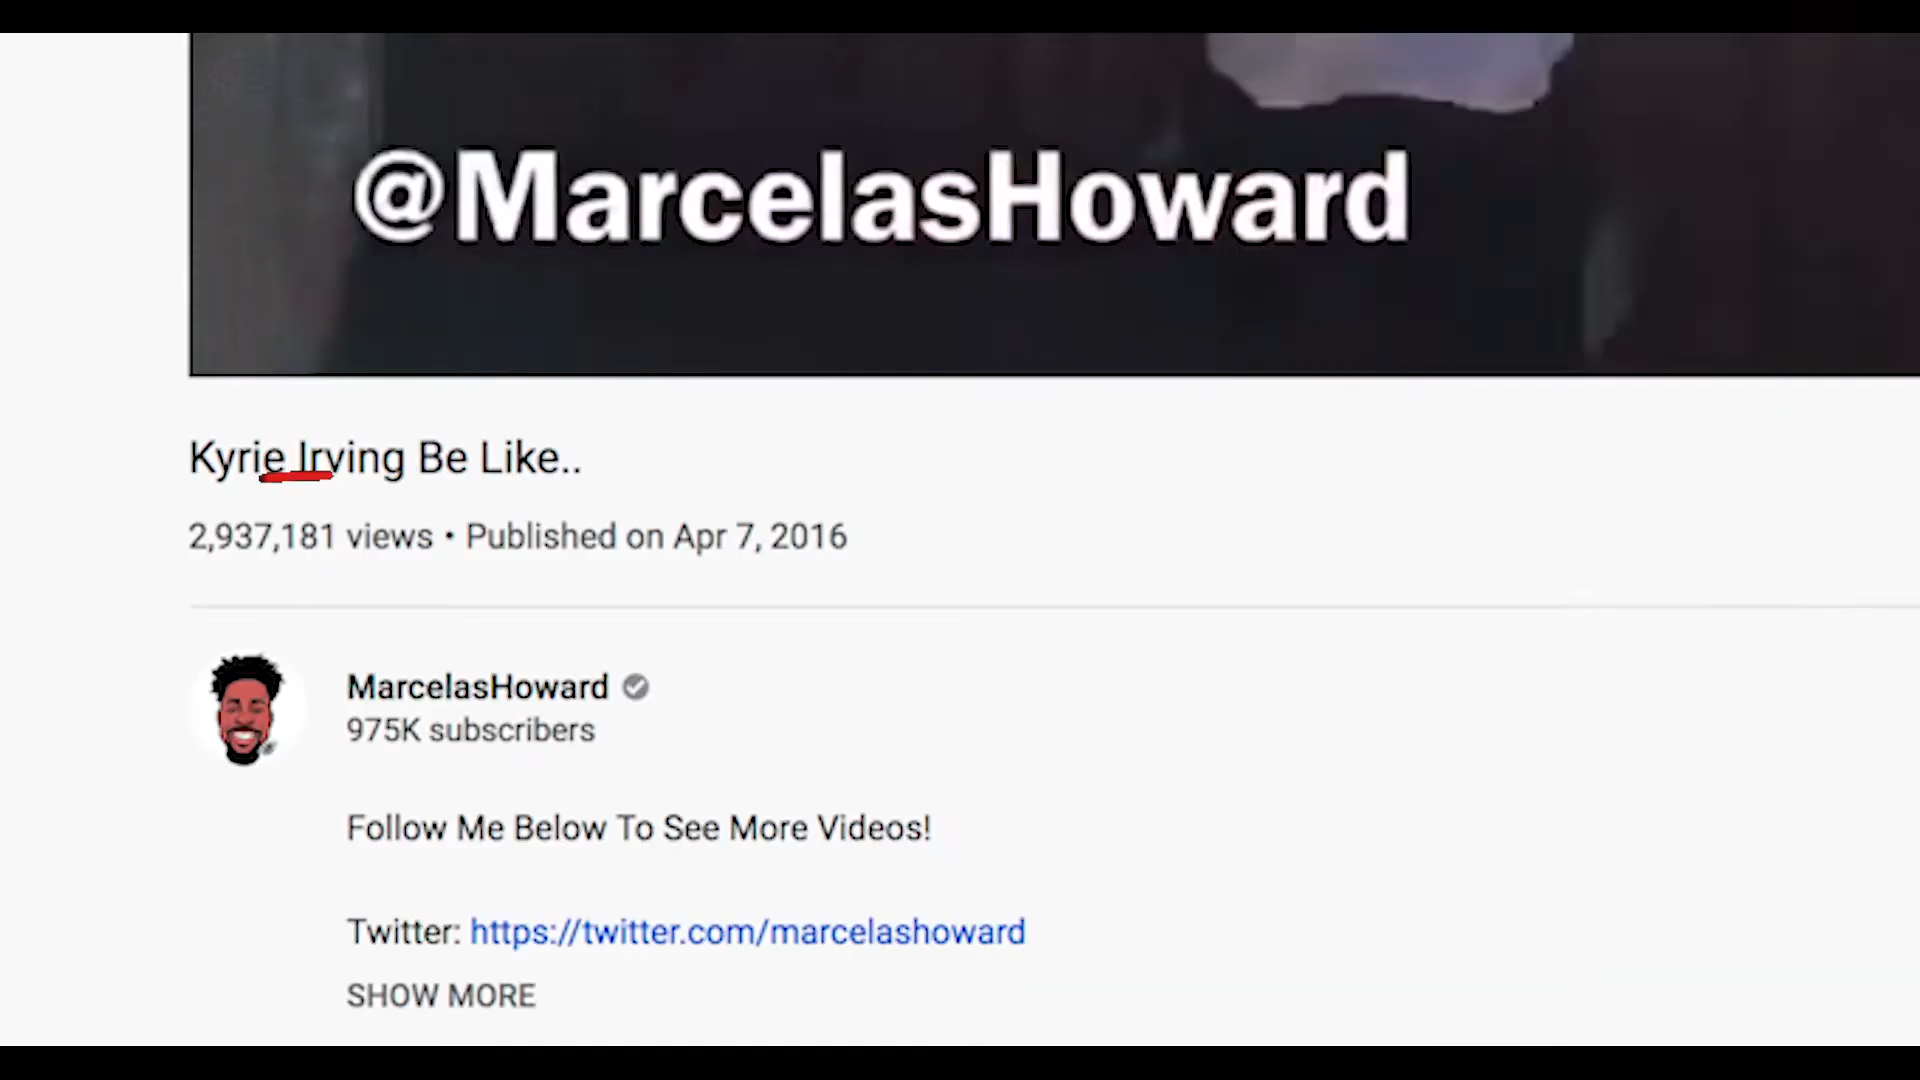 @MarcelasHoward
Kyrie Irving Be Like..
2,937,181 views • Published on Apr 7, 2016
MarcelasHoward
975K subscribers
Follow Me Below To See More Videos!
Twitter: https://twitter.com/marcelashoward
SHOW MORE